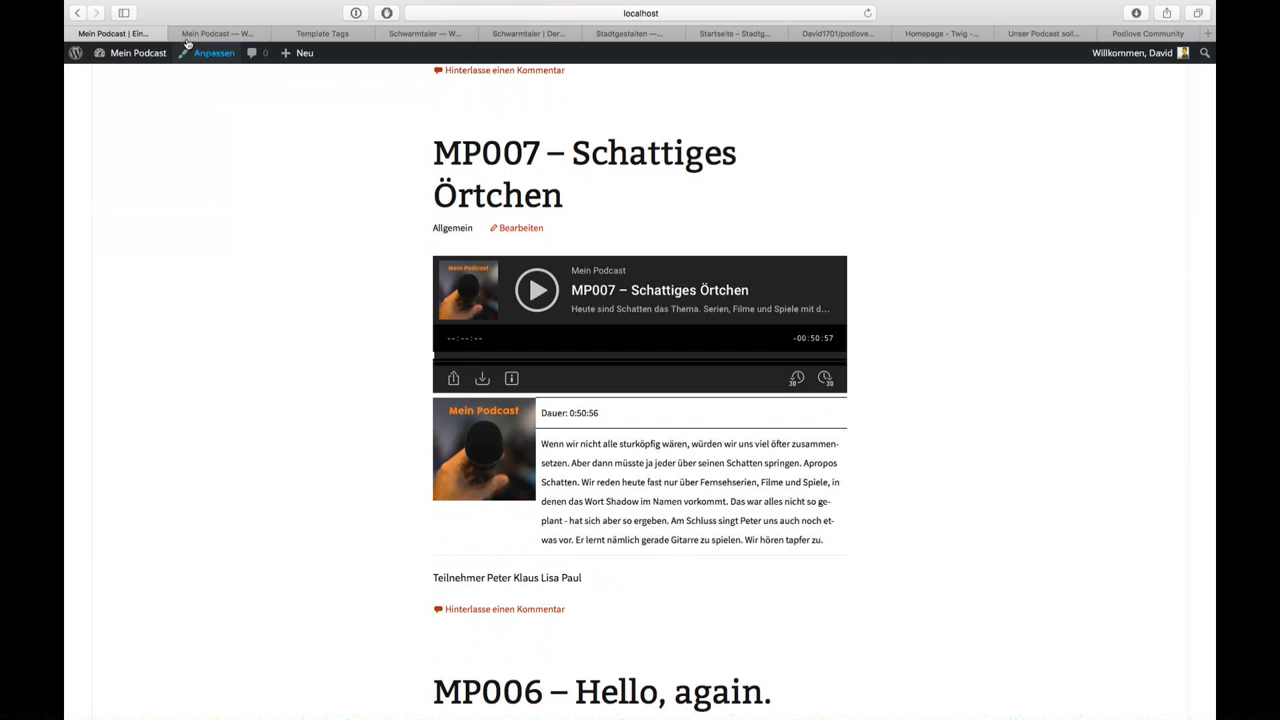 localhost
Mein Podcast | Ein...
Mein Podcast — W...
Template Tags
Schwarmtaler — W...
Schwarmtaler | Der...
Stadtgestalten —...
Startseite – Stadtg...
David1701/podlove...
Homepage - Twig -...
Unser Podcast soll...
Podlove Community
Mein Podcast
Anpassen
0
Neu
Willkommen, David
Hinterlasse einen Kommentar
MP007 – Schattiges
Örtchen
Allgemein
Bearbeiten
Mein Podcast
Mein Podcast
MP007 – Schattiges Örtchen
Heute sind Schatten das Thema. Serien, Filme und Spiele mit d...
--:--:--
-00:50:57
30
30
Mein Podcast
Dauer: 0:50:56
Wenn wir nicht alle sturköpfig wären, würden wir uns viel öfter zusammen-
setzen. Aber dann müsste ja jeder über seinen Schatten springen. Apropos
Schatten. Wir reden heute fast nur über Fernsehserien, Filme und Spiele, in
denen das Wort Shadow im Namen vorkommt. Das war alles nicht so ge-
plant - hat sich aber so ergeben. Am Schluss singt Peter uns auch noch et-
was vor. Er lernt nämlich gerade Gitarre zu spielen. Wir hören tapfer zu.
Teilnehmer Peter Klaus Lisa Paul
Hinterlasse einen Kommentar
MP006 – Hello, again.